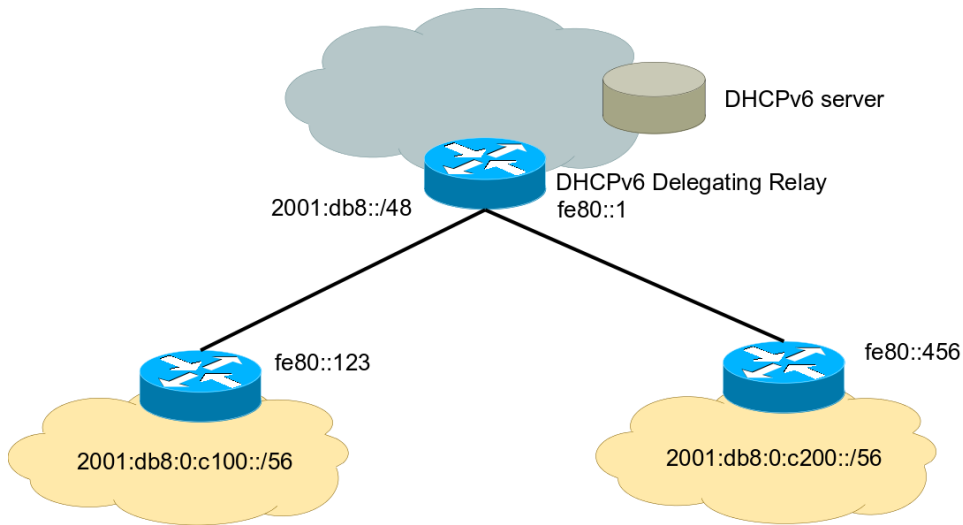 DHCPv6 server
DHCPv6 Delegating Relay
2001:db8::/48
fe80::1
fe80::123
fe80::456
2001:db8:0:c100::/56
2001:db8:0:c200::/56